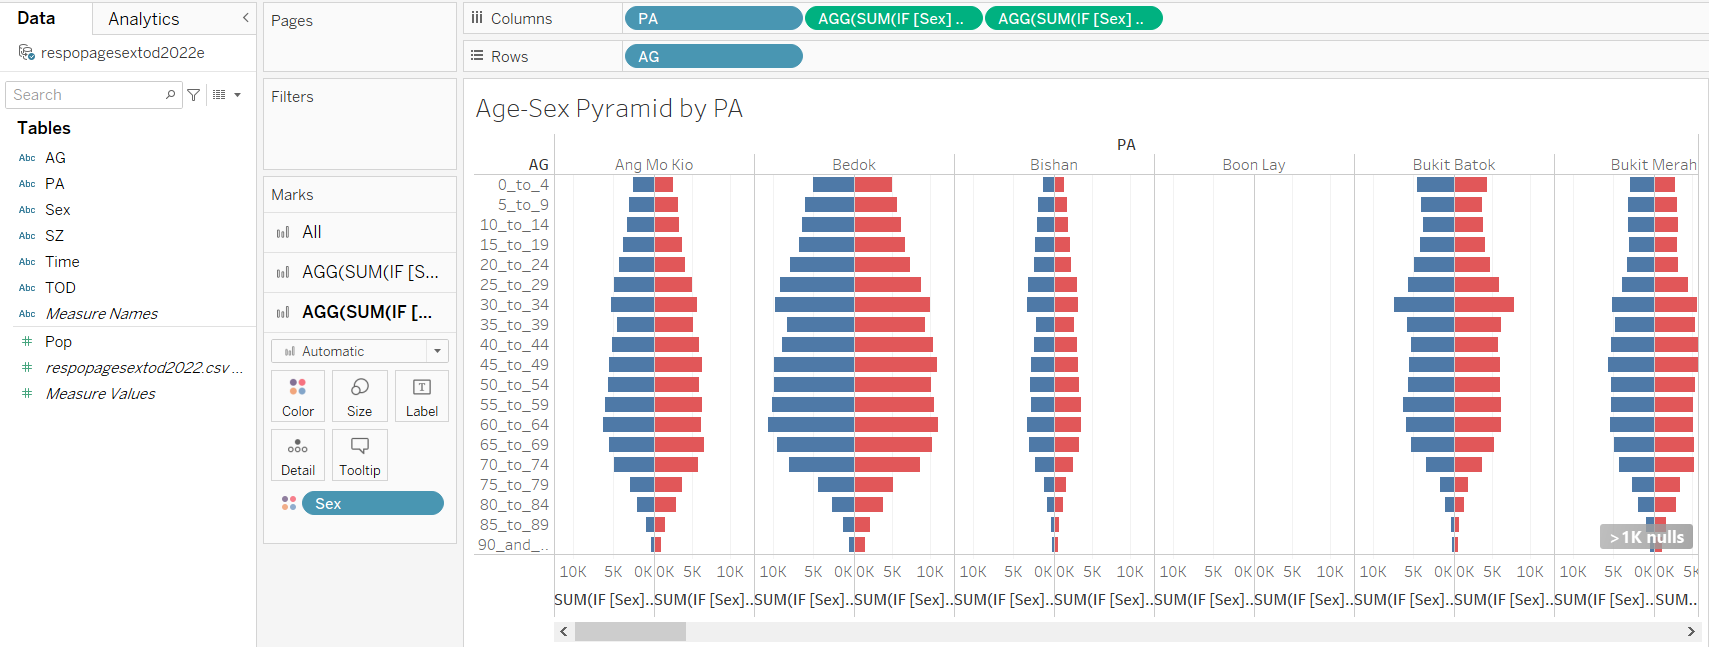 Data
Analytics
respopagesextod2022e
Search
Tables
Abc AG
Abc PA
Abc Sex
Abc SZ
Abc Time
Abc TOD
Abc Measure Names
# Pop
# respopagesextod2022.csv ...
# Measure Values
Pages
Filters
Marks
All
AGG(SUM(IF [S...
AGG(SUM(IF [...
Automatic
Color Size Label
Detail Tooltip
Sex
Columns PA AGG(SUM(IF [Sex] .. AGG(SUM(IF [Sex] ..
Rows AG
Age-Sex Pyramid by PA
PA
AG Ang Mo Kio Bedok Bishan Boon Lay Bukit Batok Bukit Merah
0_to_4
5_to_9
10_to_14
15_to_19
20_to_24
25_to_29
30_to_34
35_to_39
40_to_44
45_to_49
50_to_54
55_to_59
60_to_64
65_to_69
70_to_74
75_to_79
80_to_84
85_to_89
90_and_..
>1K nulls
10K 5K 0K 0K 5K 10K 10K 5K 0K 0K 5K 10K 10K 5K 0K 0K 5K 10K 10K 5K 0K 0K 5K 10K 10K 5K 0K 0K 5K 10K 10K 5K 0K 0K 5K
SUM(IF [Sex].. SUM(IF [Sex].. SUM(IF [Sex].. SUM(IF [Sex].. SUM(IF [Sex].. SUM(IF [Sex].. SUM(IF [Sex].. SUM(IF [Sex].. SUM(IF [Sex].. SUM(IF [Sex].. SUM(IF [Sex].. SUM..